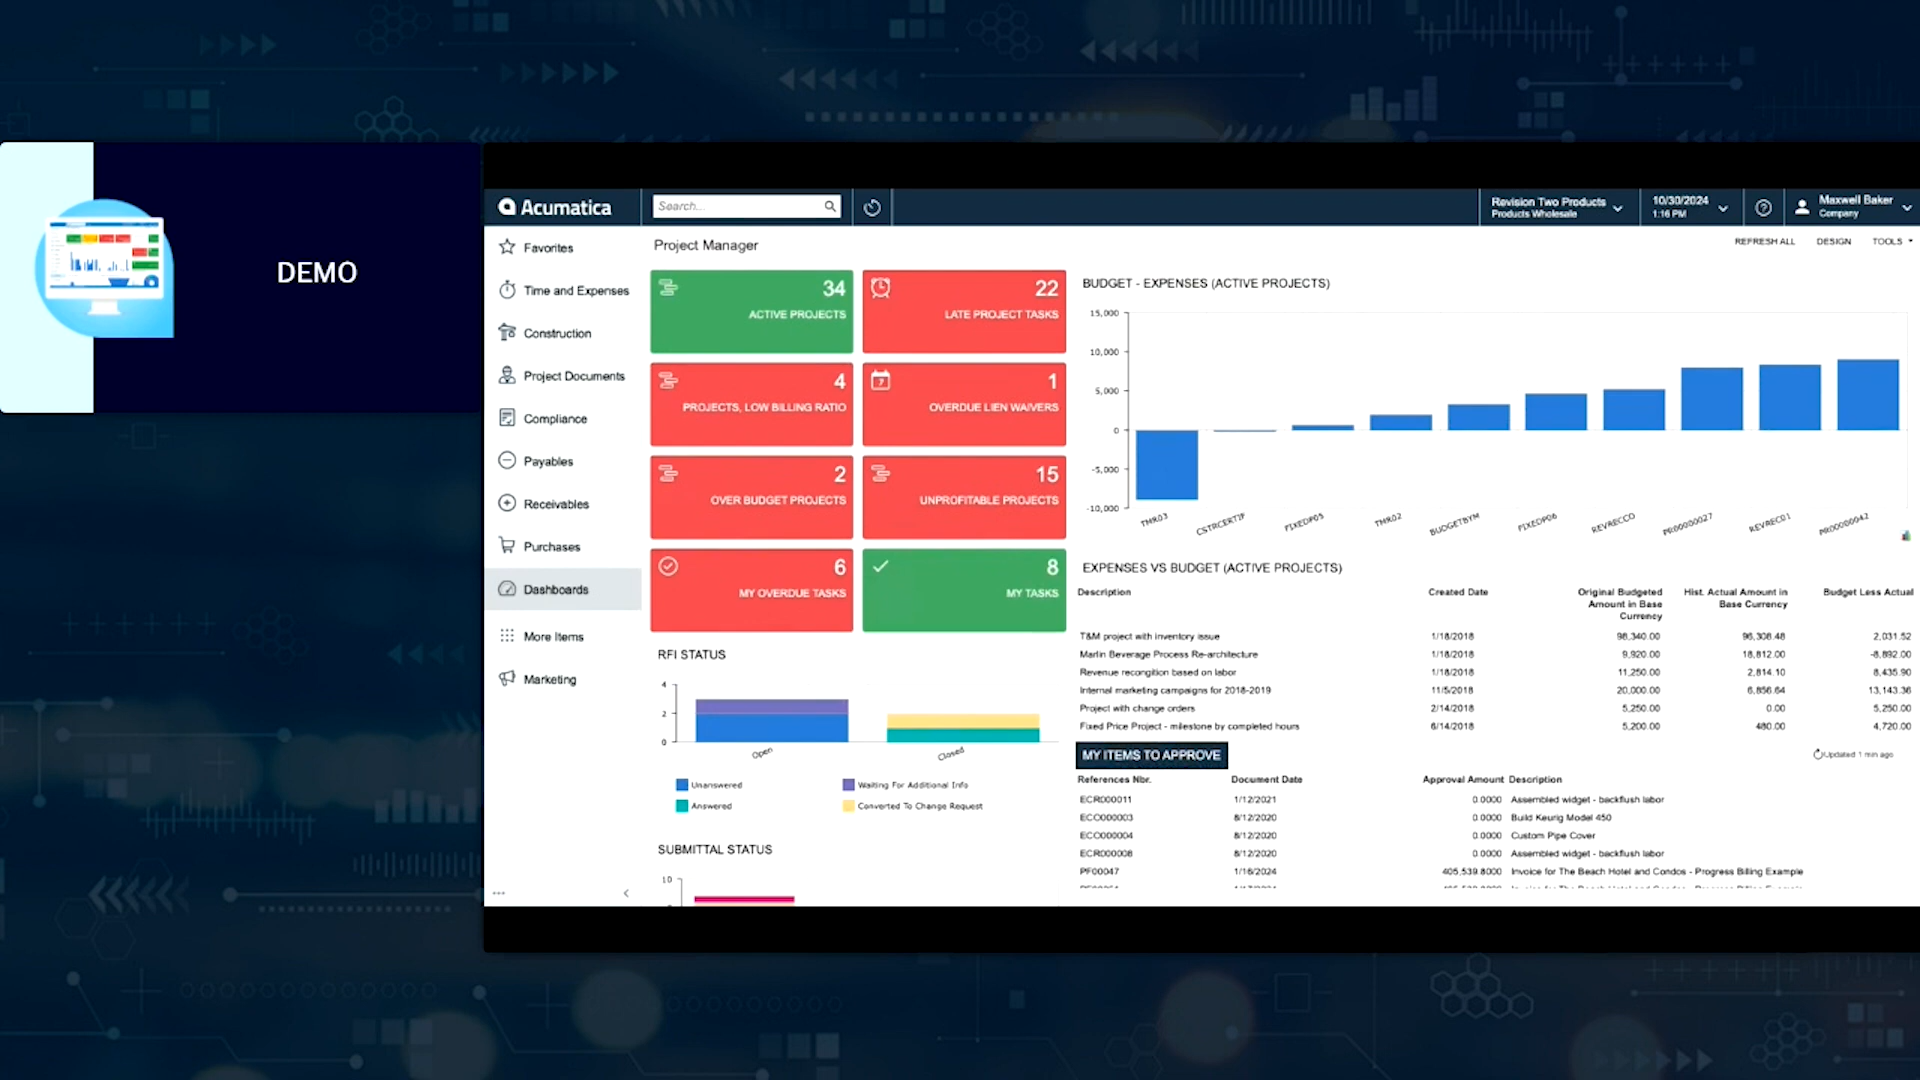 DEMO
Acumatica
Search...
Revision Two Products
Products Wholesale
10/30/2024
1:16 PM
Maxwell Baker
Company
Favorites
Time and Expenses
Construction
Project Documents
Compliance
Payables
Receivables
Purchases
Dashboards
More Items
Marketing
Project Manager
REFRESH ALL DESIGN TOOLS
34
ACTIVE PROJECTS
22
LATE PROJECT TASKS
4
PROJECTS, LOW BILLING RATIO
1
OVERDUE LIEN WAIVERS
2
OVER BUDGET PROJECTS
15
UNPROFITABLE PROJECTS
6
MY OVERDUE TASKS
8
MY TASKS
RFI STATUS
4
2
0
Open Closed
Unanswered Waiting For Additional Info
Answered Converted To Change Request
SUBMITTAL STATUS
10
BUDGET - EXPENSES (ACTIVE PROJECTS)
15,000
10,000
5,000
0
-5,000
-10,000
TMR03 CSTRCERTIF FIXEDP05 TMR02 BUDGETBYM FIXEDP06 REVRECCO PR00000027 REVREC01 PR00000042
EXPENSES VS BUDGET (ACTIVE PROJECTS)
Description Created Date Original Budgeted Amount in Base Currency Hist. Actual Amount in Base Currency Budget Less Actual
T&M project with inventory issue 1/18/2018 98,340.00 96,308.48 2,031.52
Marlin Beverage Process Re-architecture 1/18/2018 9,920.00 18,812.00 -8,892.00
Revenue recongition based on labor 1/18/2018 11,250.00 2,814.10 8,435.90
Internal marketing campaigns for 2018-2019 11/5/2018 20,000.00 6,856.64 13,143.36
Project with change orders 2/14/2018 5,250.00 0.00 5,250.00
Fixed Price Project - milestone by completed hours 6/14/2018 5,200.00 480.00 4,720.00
MY ITEMS TO APPROVE
Updated 1 min ago
References Nbr. Document Date Approval Amount Description
ECR000011 1/12/2021 0.0000 Assembled widget - backflush labor
ECO000003 8/12/2020 0.0000 Build Keurig Model 450
ECO000004 8/12/2020 0.0000 Custom Pipe Cover
ECR000008 8/12/2020 0.0000 Assembled widget - backflush labor
PF00047 1/16/2024 405,539.8000 Invoice for The Beach Hotel and Condos - Progress Billing Example